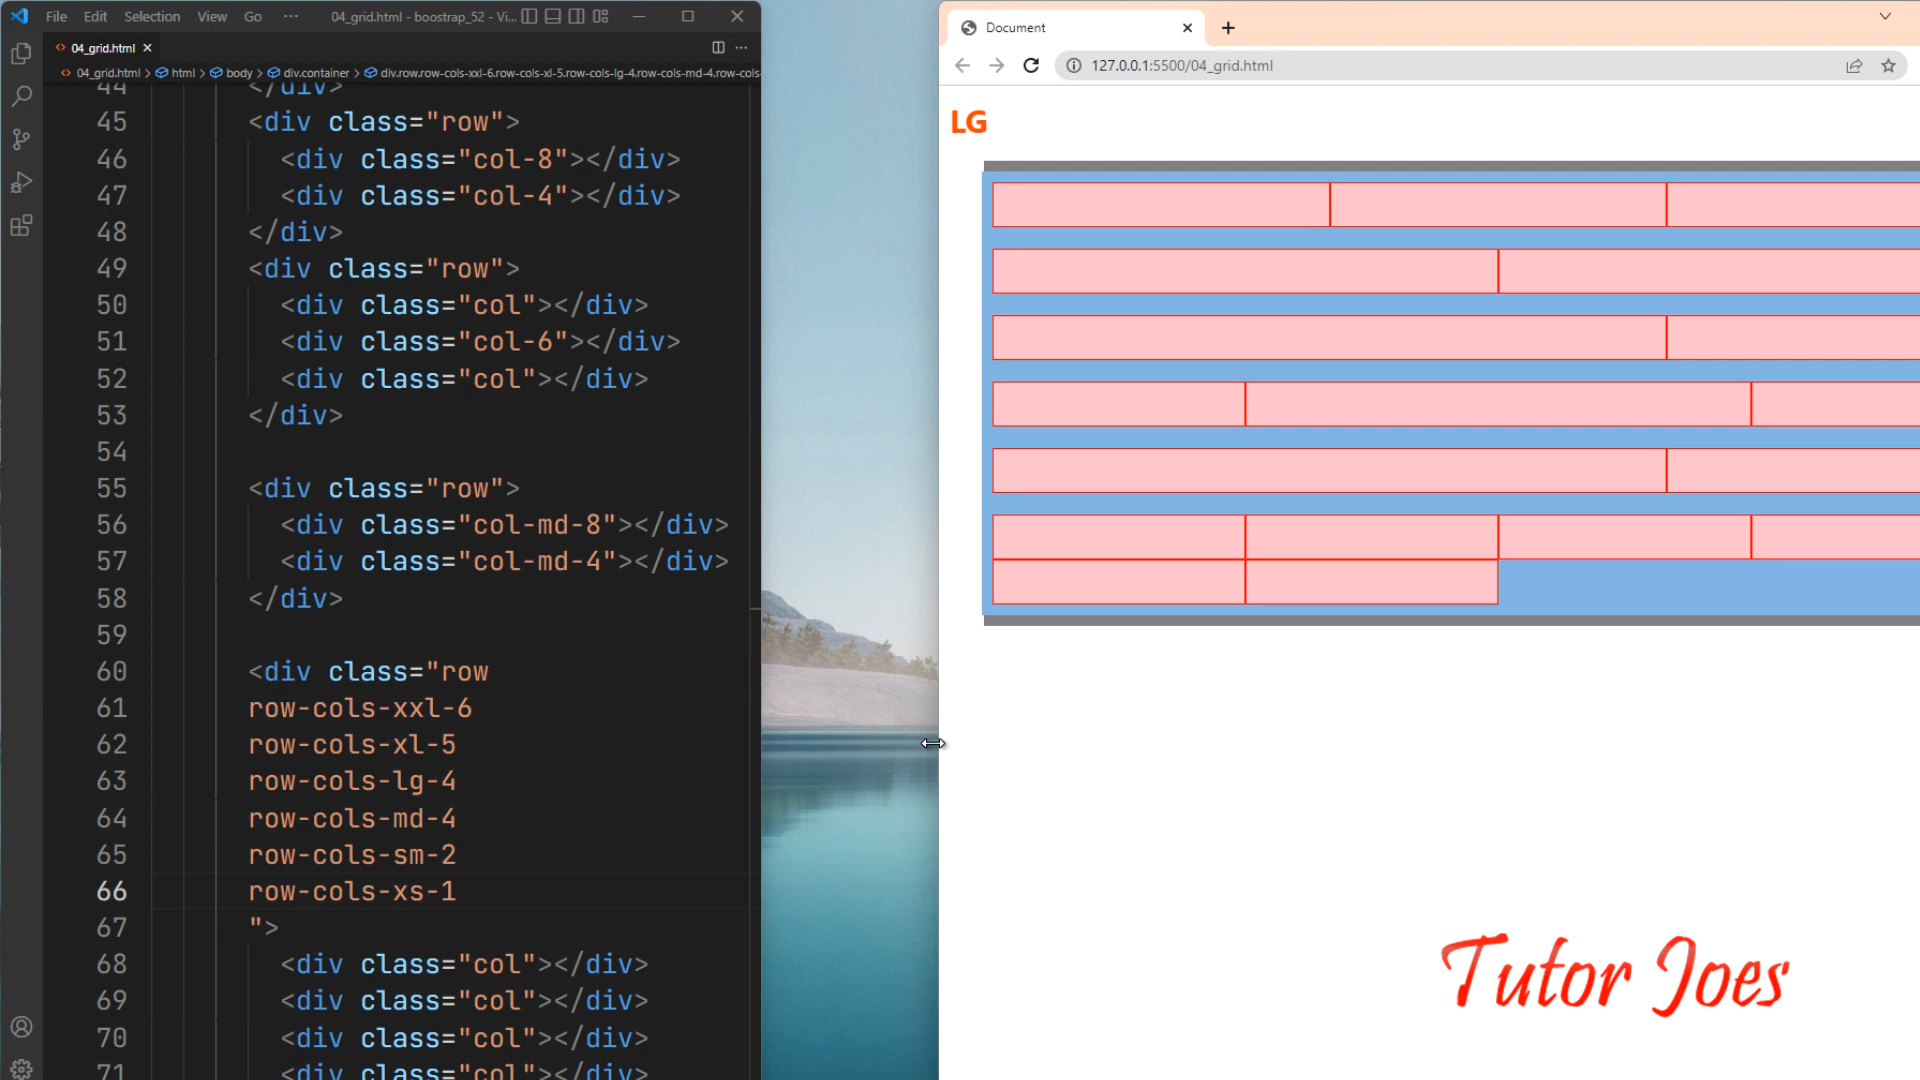 File Edit Selection View Go ··· 04_grid.html - boostrap_52 - Vi...
04_grid.html
04_grid.html > html > body > div.container > div.row.row-cols-xxl-6.row-cols-xl-5.row-cols-lg-4.row-cols-md-4.row-cols-
44 </div>
45 <div class="row">
46 <div class="col-8"></div>
47 <div class="col-4"></div>
48 </div>
49 <div class="row">
50 <div class="col"></div>
51 <div class="col-6"></div>
52 <div class="col"></div>
53 </div>
54
55 <div class="row">
56 <div class="col-md-8"></div>
57 <div class="col-md-4"></div>
58 </div>
59
60 <div class="row
61 row-cols-xxl-6
62 row-cols-xl-5
63 row-cols-lg-4
64 row-cols-md-4
65 row-cols-sm-2
66 row-cols-xs-1
67 ">
68 <div class="col"></div>
69 <div class="col"></div>
70 <div class="col"></div>
71 <div class="col"></div>
Document
127.0.0.1:5500/04_grid.html
LG
Tutor Joes